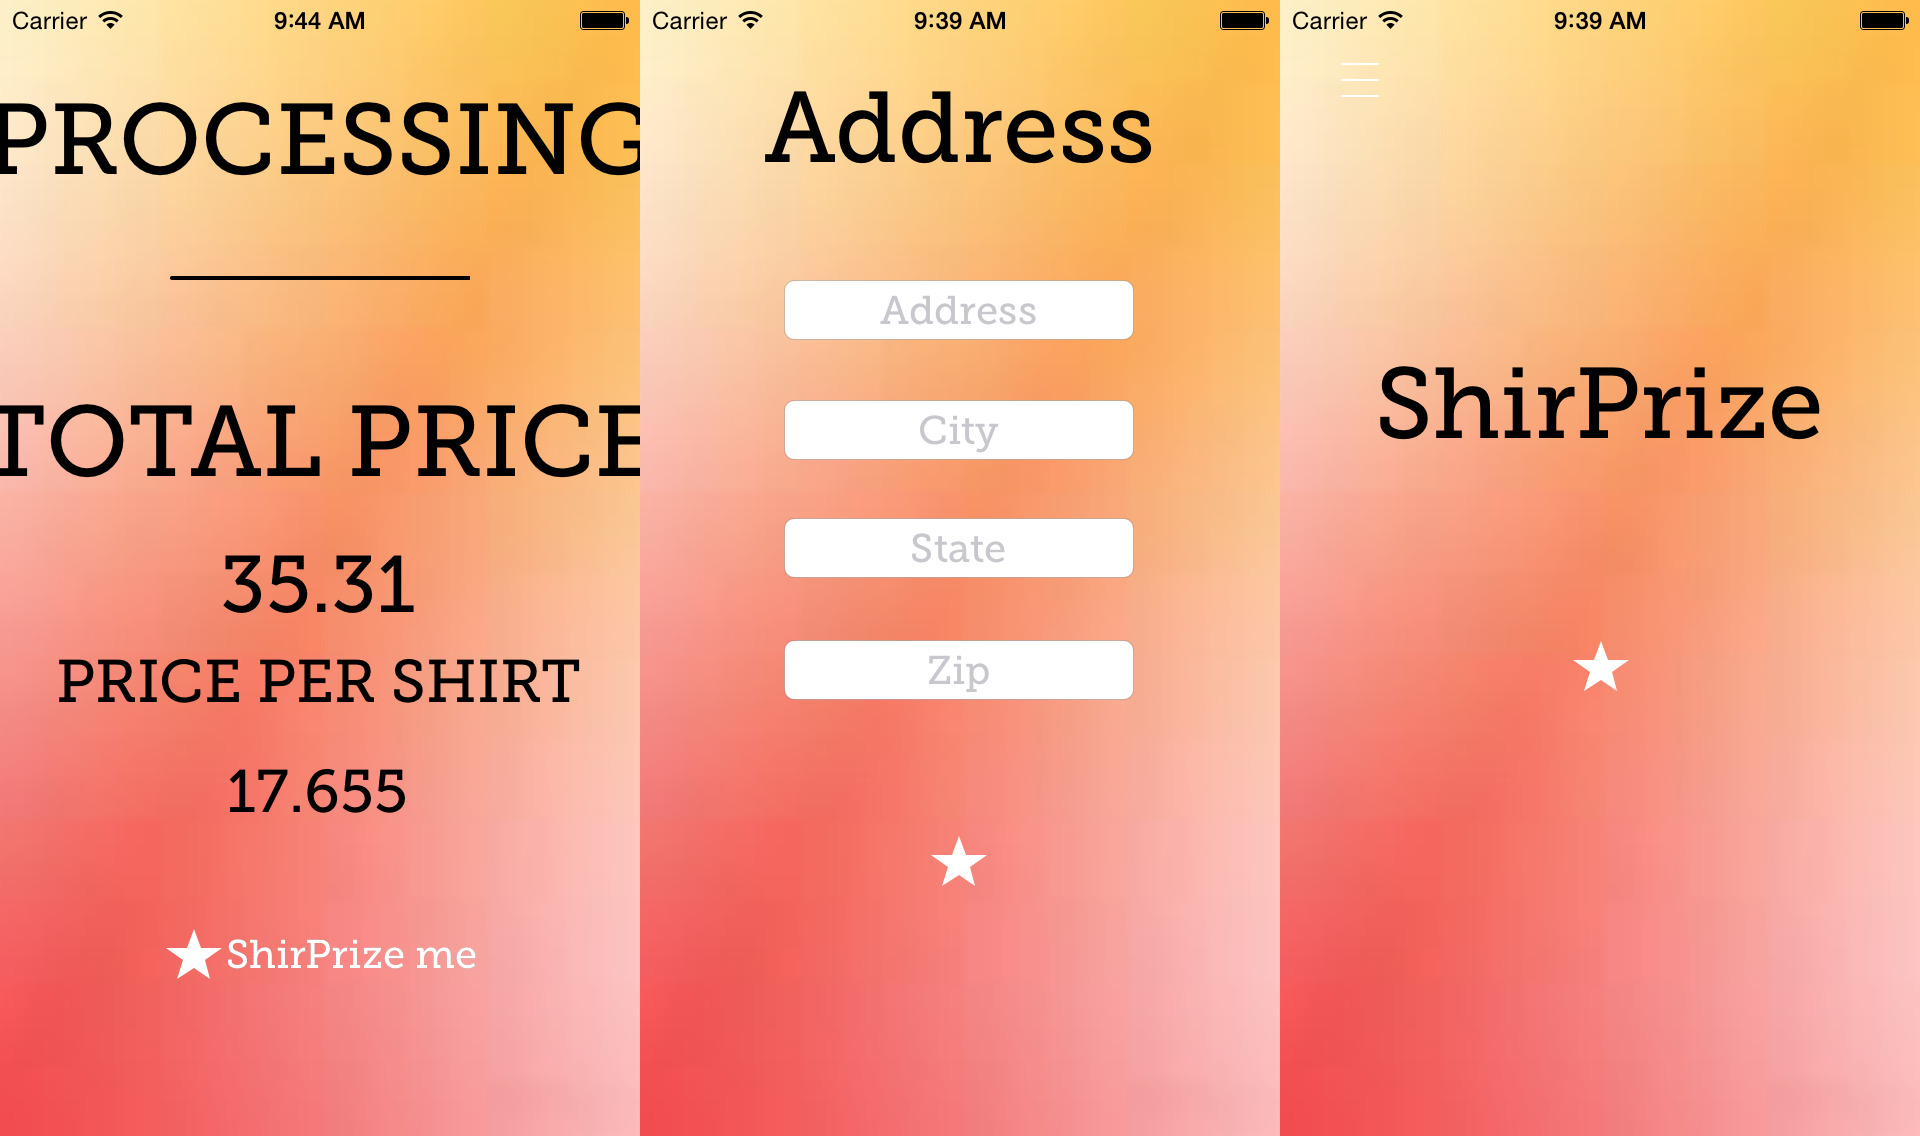 Carrier 9:44 AM
PROCESSING
TOTAL PRICE
35.31
PRICE PER SHIRT
17.655
ShirPrize me
Carrier 9:39 AM
Address
Address
City
State
Zip
Carrier 9:39 AM
ShirPrize